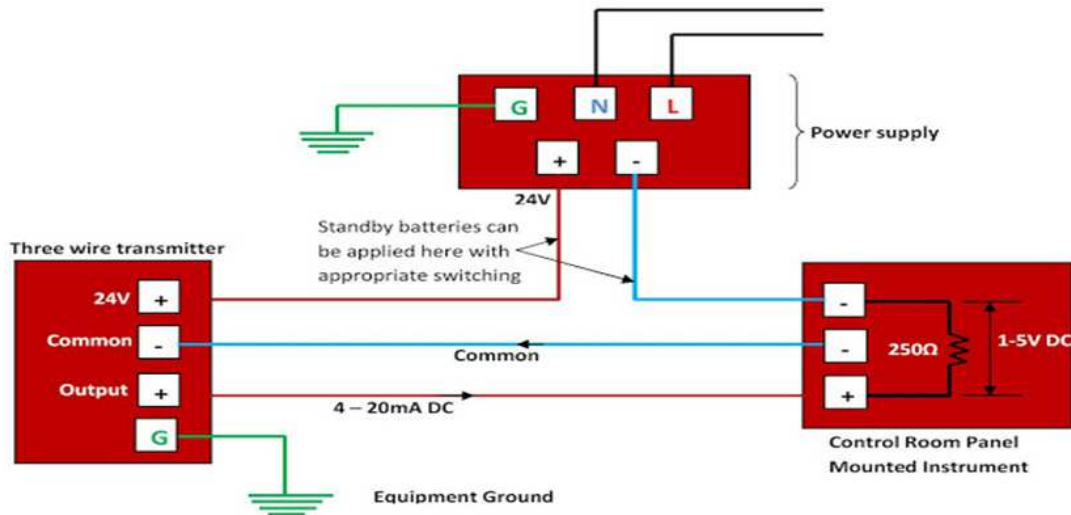 G
N
L
Power supply
+
-
24V
Standby batteries can
be applied here with
appropriate switching
Three wire transmitter
24V
+
Common
-
Output
+
G
Common
4 – 20mA DC
-
-
+
250Ω
1-5V DC
Control Room Panel
Mounted Instrument
Equipment Ground